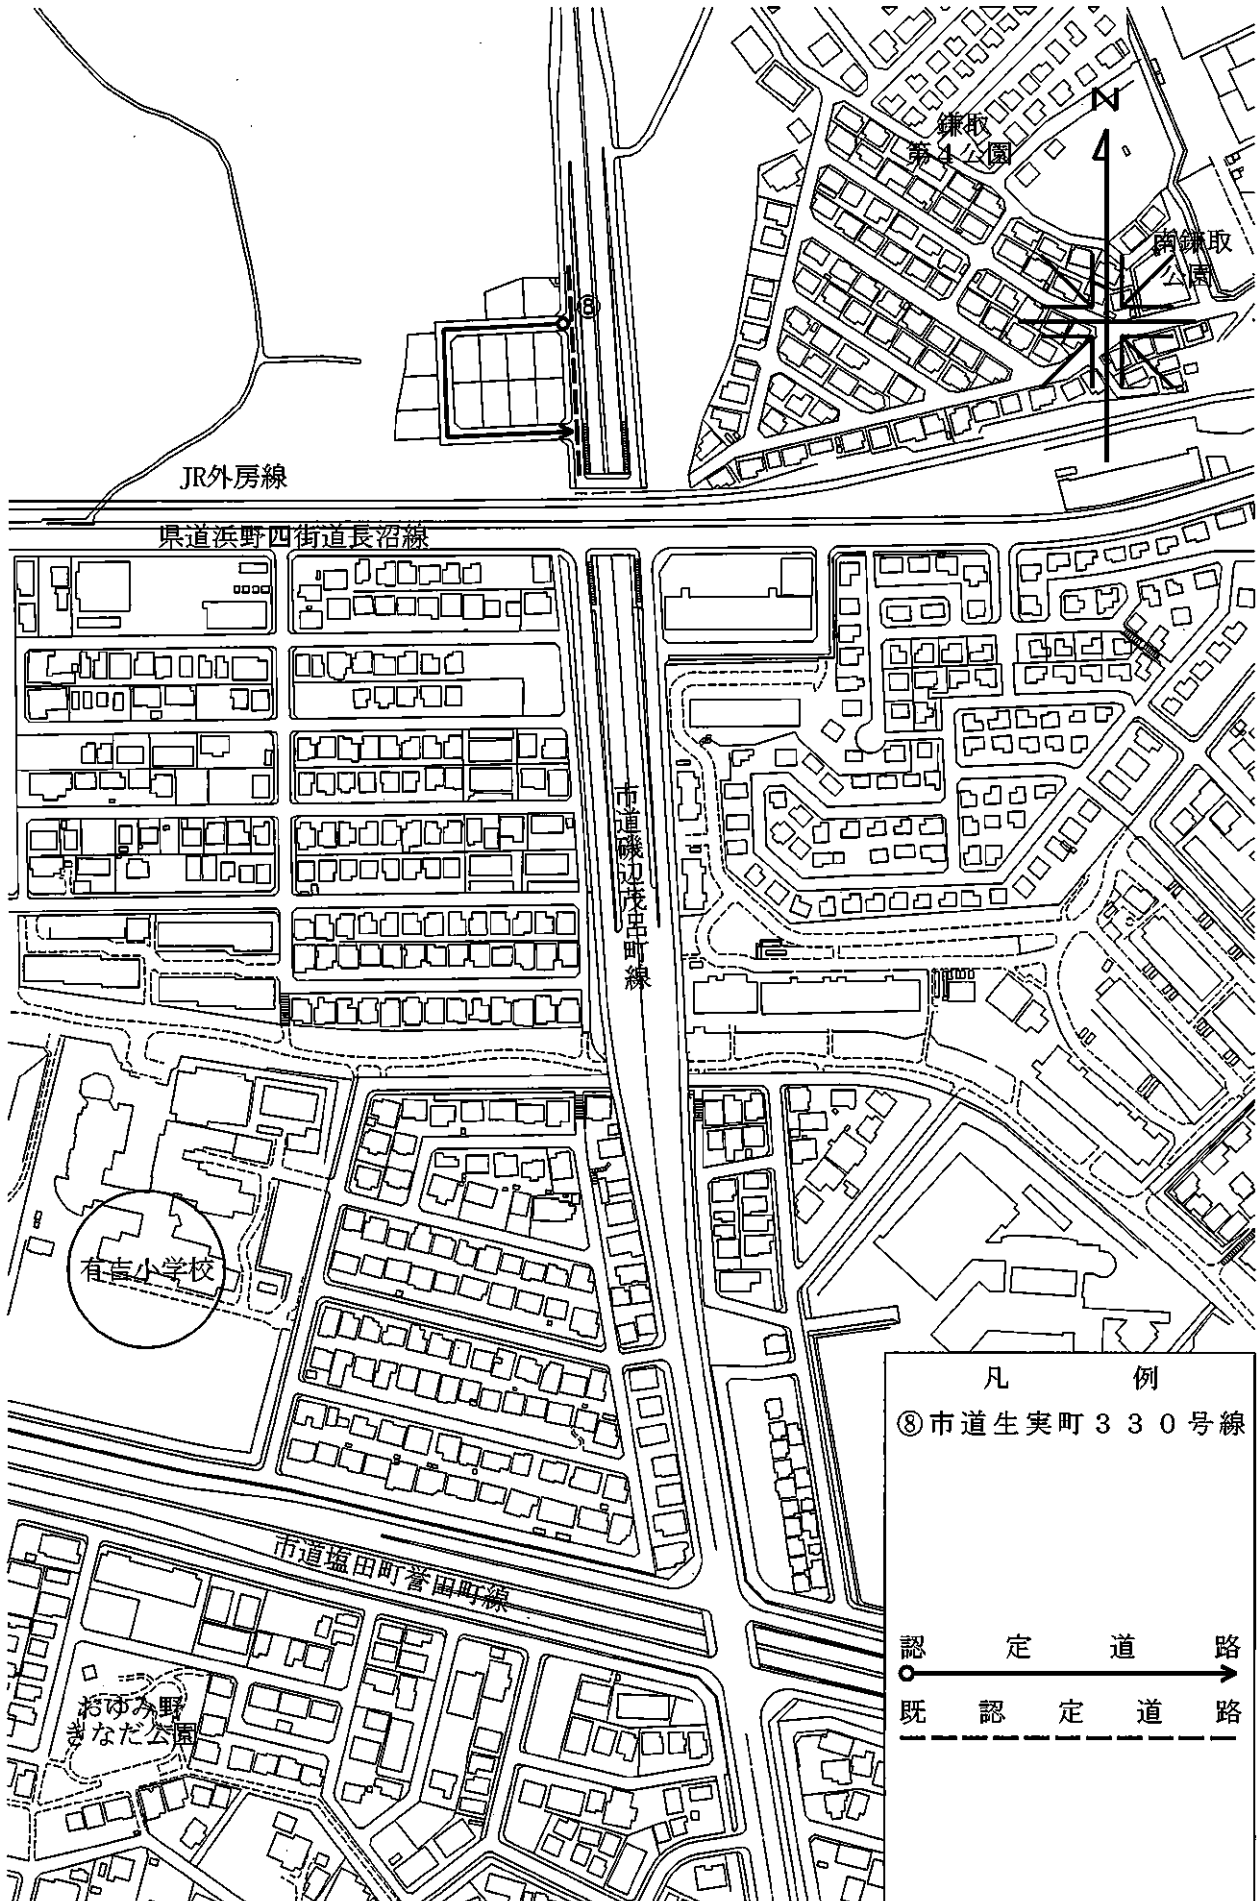 N
鎌取
第4公園
南鎌取
公園
⑧
JR外房線
県道浜野四街道長沼線
市道磯辺茂呂町線
有吉小学校
凡例
⑧市道生実町330号線
市道塩田町誉田町線
認定道路
既認定道路
おゆみ野
きなだ公園